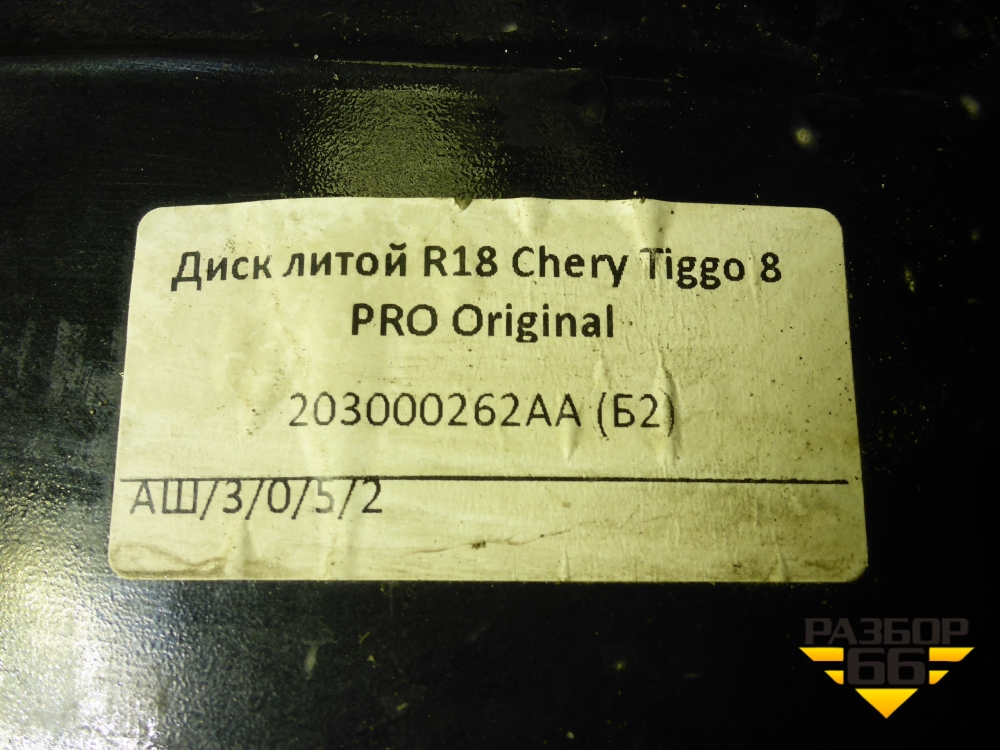 Диск литой R18 Chery Tiggo 8
PRO Original
203000262AA (Б2)
АШ/3/0/5/2
РАЗБОР
66